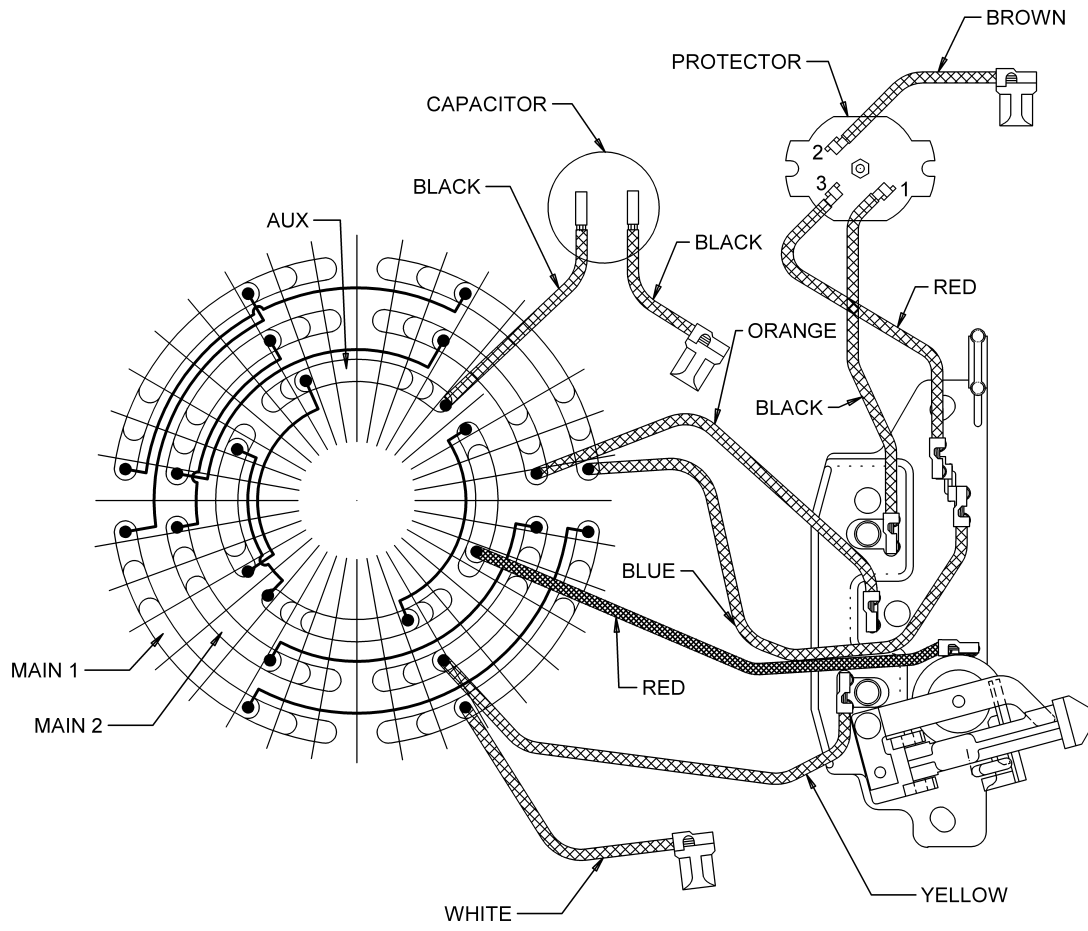 BROWN
PROTECTOR
CAPACITOR
2
BLACK
3
1
AUX
BLACK
RED
ORANGE
BLACK
BLUE
MAIN 1
RED
MAIN 2
YELLOW
WHITE